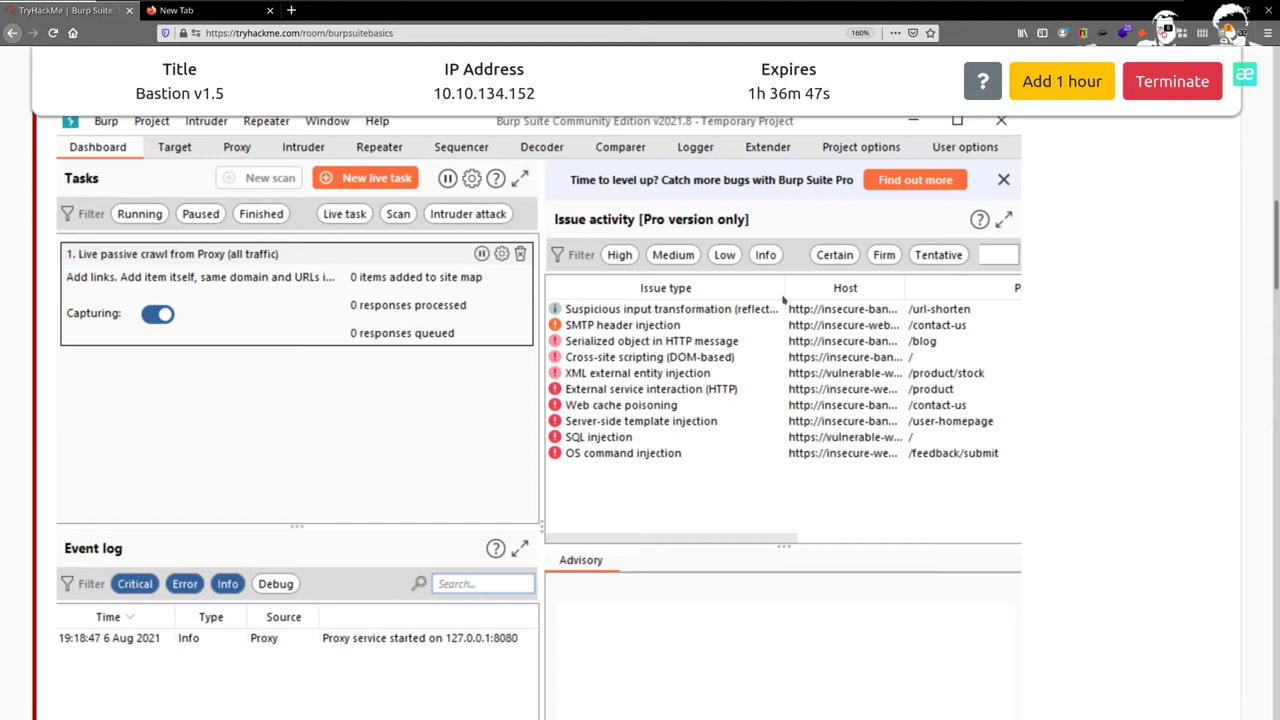 TryHackMe | Burp Suite:
New Tab
https://tryhackme.com/room/burpsuitebasics
160%
Title
Bastion v1.5
IP Address
10.10.134.152
Expires
1h 36m 47s
?
Add 1 hour
Terminate
æ
Burp Project Intruder Repeater Window Help
Burp Suite Community Edition v2021.8 - Temporary Project
Dashboard Target Proxy Intruder Repeater Sequencer Decoder Comparer Logger Extender Project options User options
Tasks
New scan
New live task
Time to level up? Catch more bugs with Burp Suite Pro
Find out more
Filter Running Paused Finished Live task Scan Intruder attack
Issue activity [Pro version only]
Filter High Medium Low Info Certain Firm Tentative
1. Live passive crawl from Proxy (all traffic)
Add links. Add item itself, same domain and URLs i...
0 items added to site map
Capturing:
0 responses processed
0 responses queued
Issue type Host P
Suspicious input transformation (reflect... http://insecure-ban... /url-shorten
SMTP header injection http://insecure-web... /contact-us
Serialized object in HTTP message http://insecure-ban... /blog
Cross-site scripting (DOM-based) https://insecure-ban... /
XML external entity injection https://vulnerable-w... /product/stock
External service interaction (HTTP) https://insecure-we... /product
Web cache poisoning http://insecure-ban... /contact-us
Server-side template injection http://insecure-ban... /user-homepage
SQL injection https://vulnerable-w... /
OS command injection https://insecure-we... /feedback/submit
Event log
Filter Critical Error Info Debug
Search...
Time Type Source
19:18:47 6 Aug 2021 Info Proxy Proxy service started on 127.0.0.1:8080
Advisory